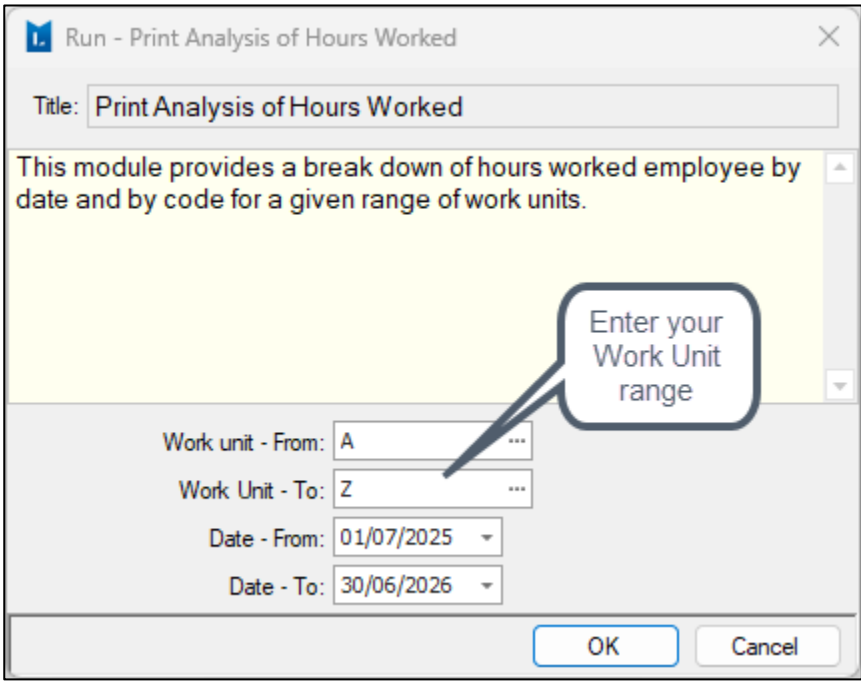 Run - Print Analysis of Hours Worked
Title: Print Analysis of Hours Worked
This module provides a break down of hours worked employee by
date and by code for a given range of work units.
Enter your
Work Unit
range
Work unit - From: A ...
Work Unit - To: Z ...
Date - From: 01/07/2025
Date - To: 30/06/2026
OK Cancel